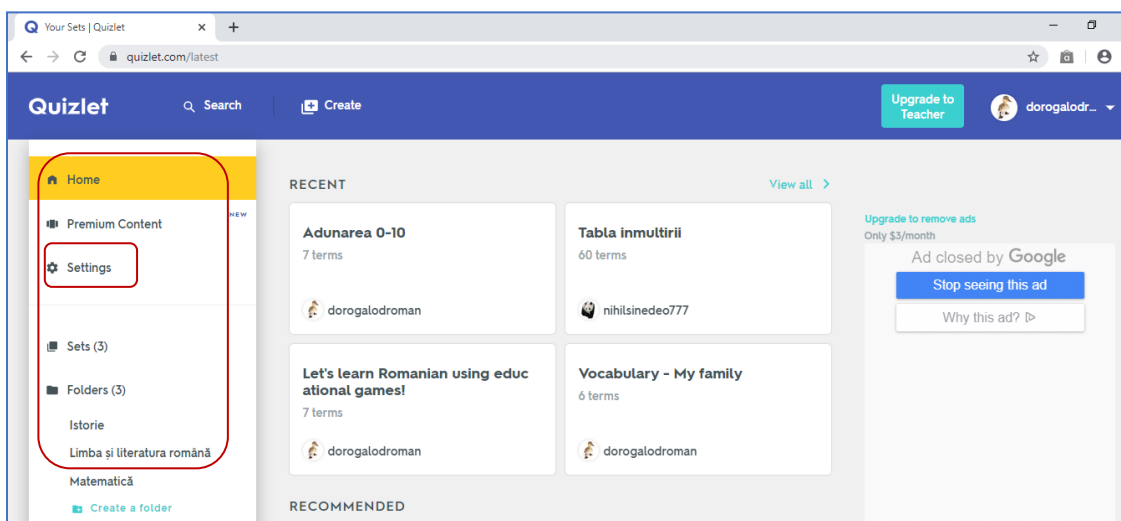 Your Sets | Quizlet
quizlet.com/latest
Quizlet
Search
Create
Upgrade to
Teacher
dorogalodr...
Home
Premium Content
NEW
Settings
Sets (3)
Folders (3)
Istorie
Limba și literatura română
Matematică
Create a folder
RECENT
View all
Adunarea 0-10
7 terms
dorogalodroman
Tabla inmultirii
60 terms
nihilsinedeo777
Let's learn Romanian using educ
ational games!
7 terms
dorogalodroman
Vocabulary - My family
6 terms
dorogalodroman
RECOMMENDED
Upgrade to remove ads
Only $3/month
Ad closed by Google
Stop seeing this ad
Why this ad?